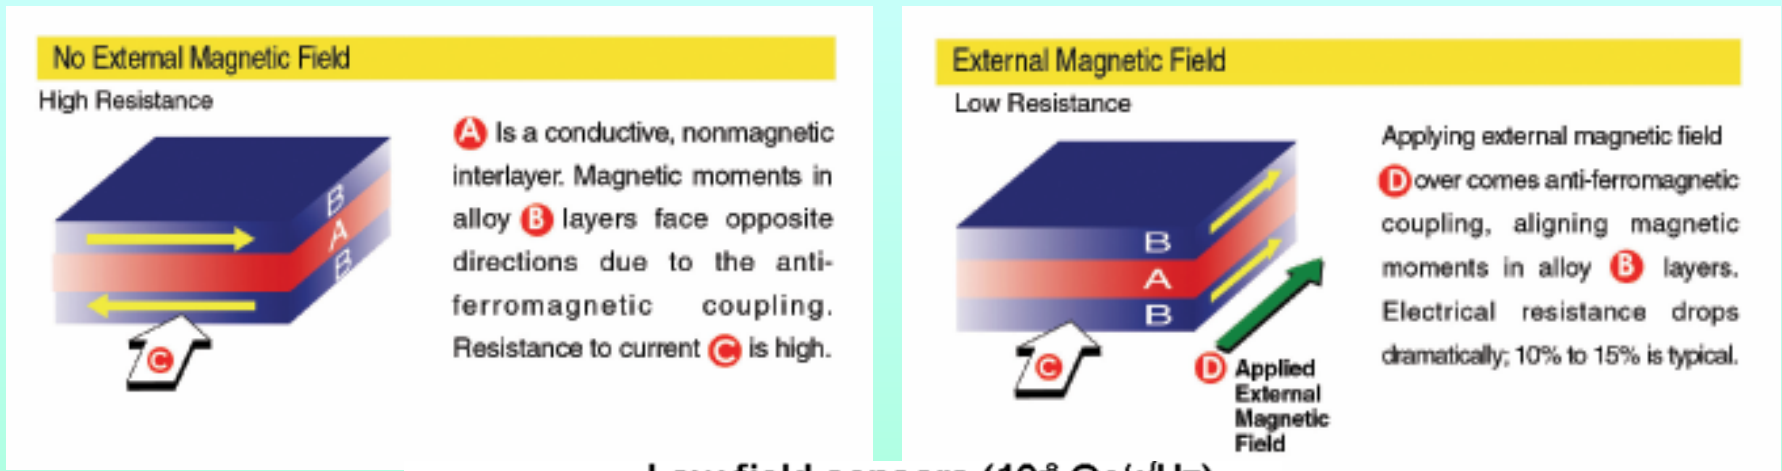 No External Magnetic Field
High Resistance
B
A
B
C
A Is a conductive, nonmagnetic
interlayer. Magnetic moments in
alloy B layers face opposite
directions due to the anti-
ferromagnetic coupling.
Resistance to current C is high.
External Magnetic Field
Low Resistance
B
A
B
C
D Applied
External
Magnetic
Field
Applying external magnetic field
D over comes anti-ferromagnetic
coupling, aligning magnetic
moments in alloy B layers.
Electrical resistance drops
dramatically; 10% to 15% is typical.
Low field sensors